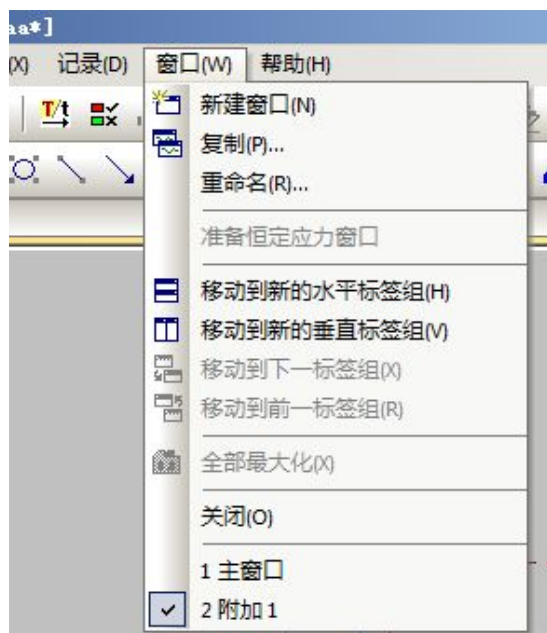 aa*]
(X) 记录(D) 窗口(W) 帮助(H)
T/t
新建窗口(N)
复制(P)...
重命名(R)...
准备恒定应力窗口
移动到新的水平标签组(H)
移动到新的垂直标签组(V)
移动到下一标签组(X)
移动到前一标签组(R)
全部最大化(X)
关闭(O)
1 主窗口
2 附加 1